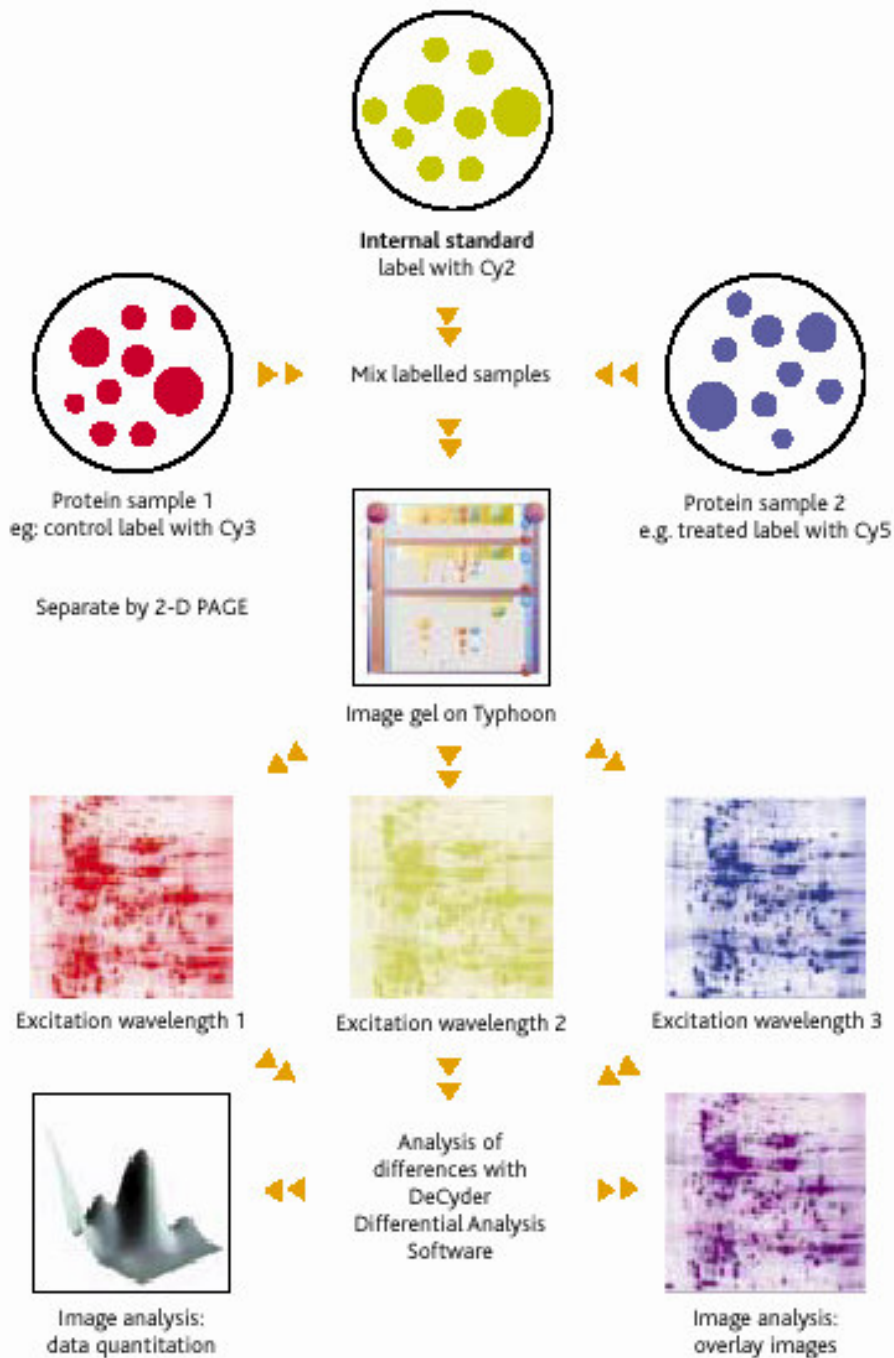 Internal standard
label with Cy2
Mix labelled samples
Protein sample 1
eg: control label with Cy3
Protein sample 2
e.g. treated label with Cy5
Separate by 2-D PAGE
Image gel on Typhoon
Excitation wavelength 1
Excitation wavelength 2
Excitation wavelength 3
Analysis of
differences with
DeCyder
Differential Analysis
Software
Image analysis:
data quantitation
Image analysis:
overlay images